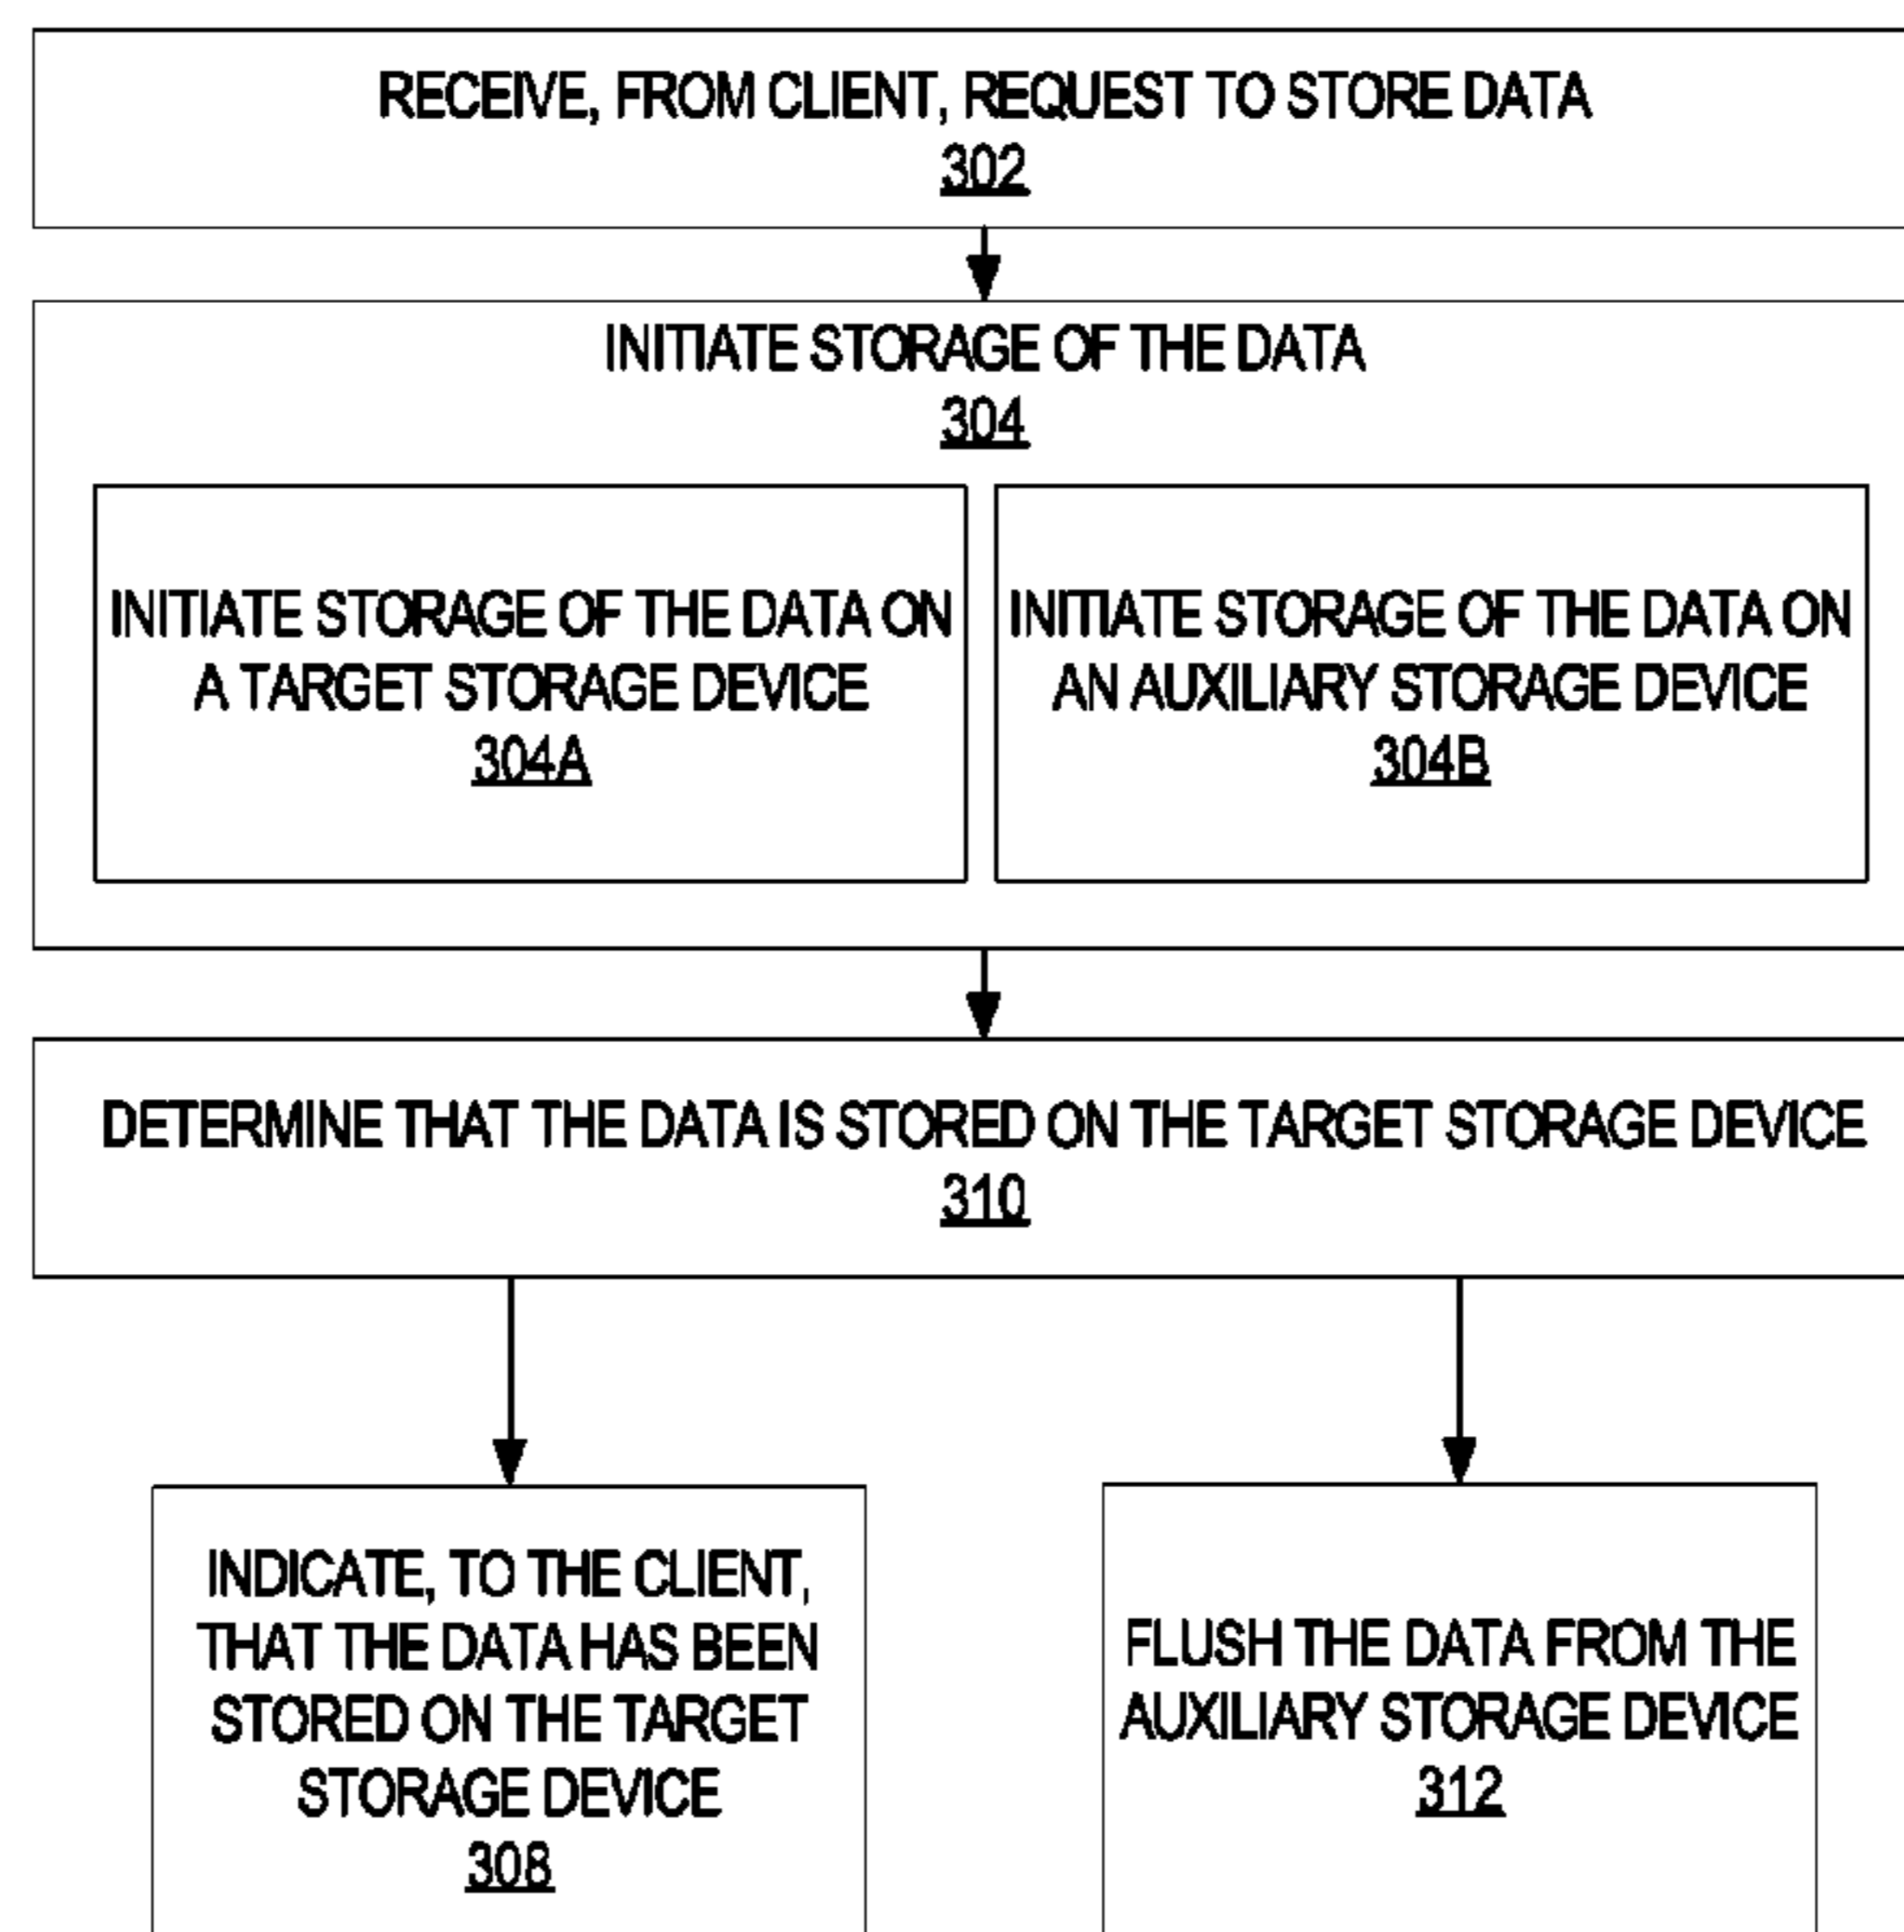 RECEIVE, FROM CLIENT, REQUEST TO STORE DATA
302
INITIATE STORAGE OF THE DATA
304
INITIATE STORAGE OF THE DATA ON
A TARGET STORAGE DEVICE
304A
INITIATE STORAGE OF THE DATA ON
AN AUXILIARY STORAGE DEVICE
304B
DETERMINE THAT THE DATA IS STORED ON THE TARGET STORAGE DEVICE
310
INDICATE, TO THE CLIENT,
THAT THE DATA HAS BEEN
STORED ON THE TARGET
STORAGE DEVICE
308
FLUSH THE DATA FROM THE
AUXILIARY STORAGE DEVICE
312